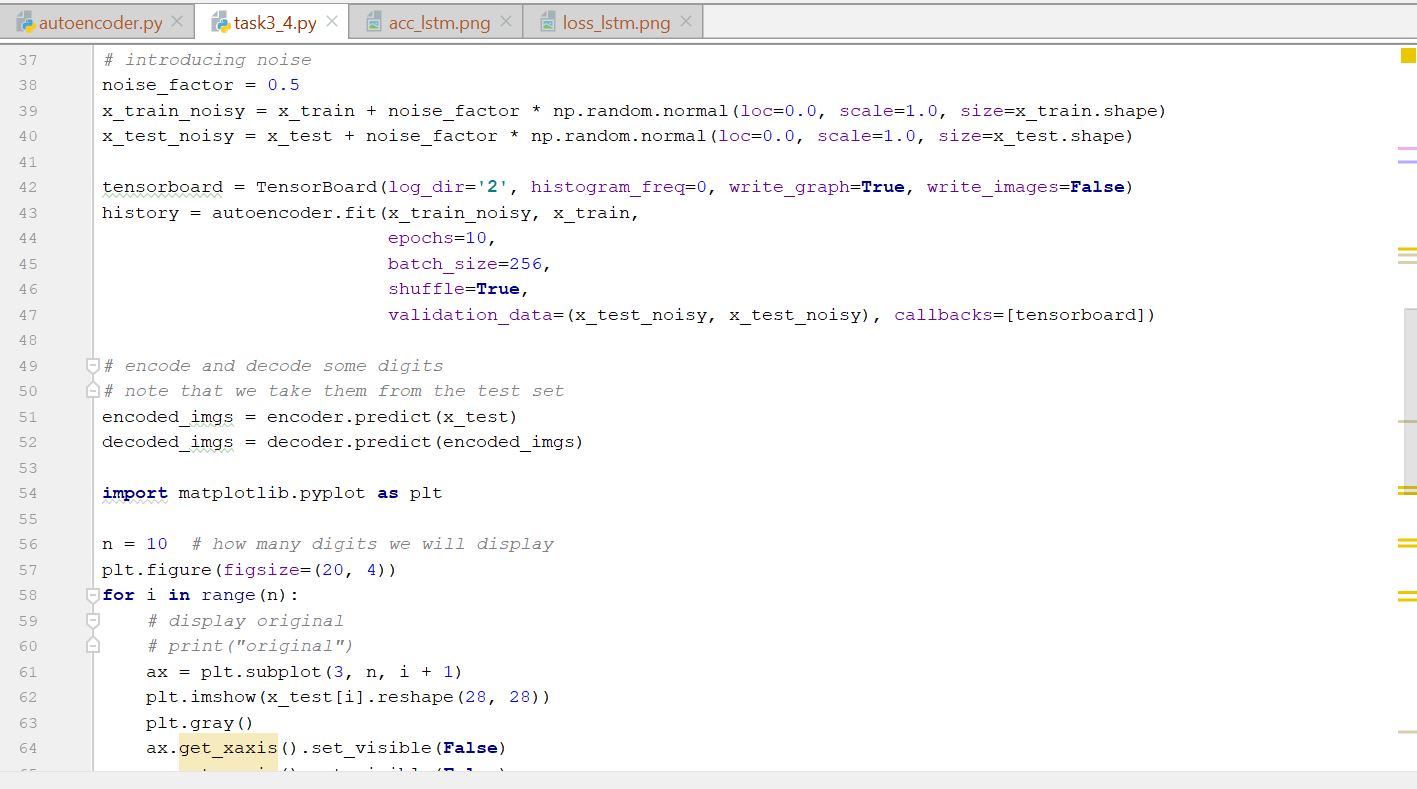 autoencoder.py task3_4.py acc_lstm.png loss_lstm.png
37 # introducing noise
38 noise_factor = 0.5
39 x_train_noisy = x_train + noise_factor * np.random.normal(loc=0.0, scale=1.0, size=x_train.shape)
40 x_test_noisy = x_test + noise_factor * np.random.normal(loc=0.0, scale=1.0, size=x_test.shape)
41
42 tensorboard = TensorBoard(log_dir='2', histogram_freq=0, write_graph=True, write_images=False)
43 history = autoencoder.fit(x_train_noisy, x_train,
44 epochs=10,
45 batch_size=256,
46 shuffle=True,
47 validation_data=(x_test_noisy, x_test_noisy), callbacks=[tensorboard])
48
49 # encode and decode some digits
50 # note that we take them from the test set
51 encoded_imgs = encoder.predict(x_test)
52 decoded_imgs = decoder.predict(encoded_imgs)
53
54 import matplotlib.pyplot as plt
55
56 n = 10 # how many digits we will display
57 plt.figure(figsize=(20, 4))
58 for i in range(n):
59 # display original
60 # print("original")
61 ax = plt.subplot(3, n, i + 1)
62 plt.imshow(x_test[i].reshape(28, 28))
63 plt.gray()
64 ax.get_xaxis().set_visible(False)